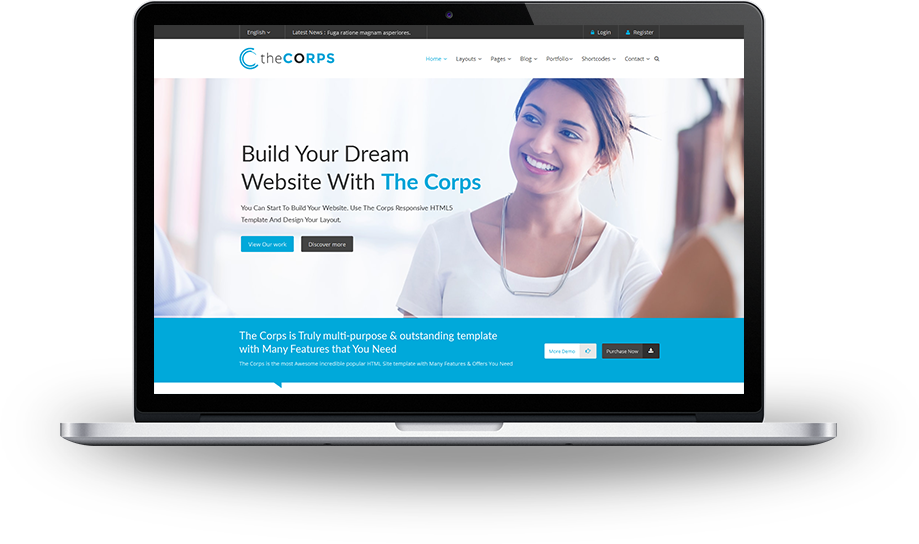 English Latest News : Fuga ratione magnam asperiores. Login Register
theCORPS Home Layouts Pages Blog Portfolio Shortcodes Contact
Build Your Dream
Website With The Corps
You Can Start To Build Your Website. Use The Corps Responsive HTML5
Template And Design Your Layout.
View Our work Discover more
The Corps is Truly multi-purpose & outstanding template
with Many Features that You Need
More Demo Purchase Now
The Corps is the most Awesome incredible popular HTML Site template with Many Features & Offers You Need